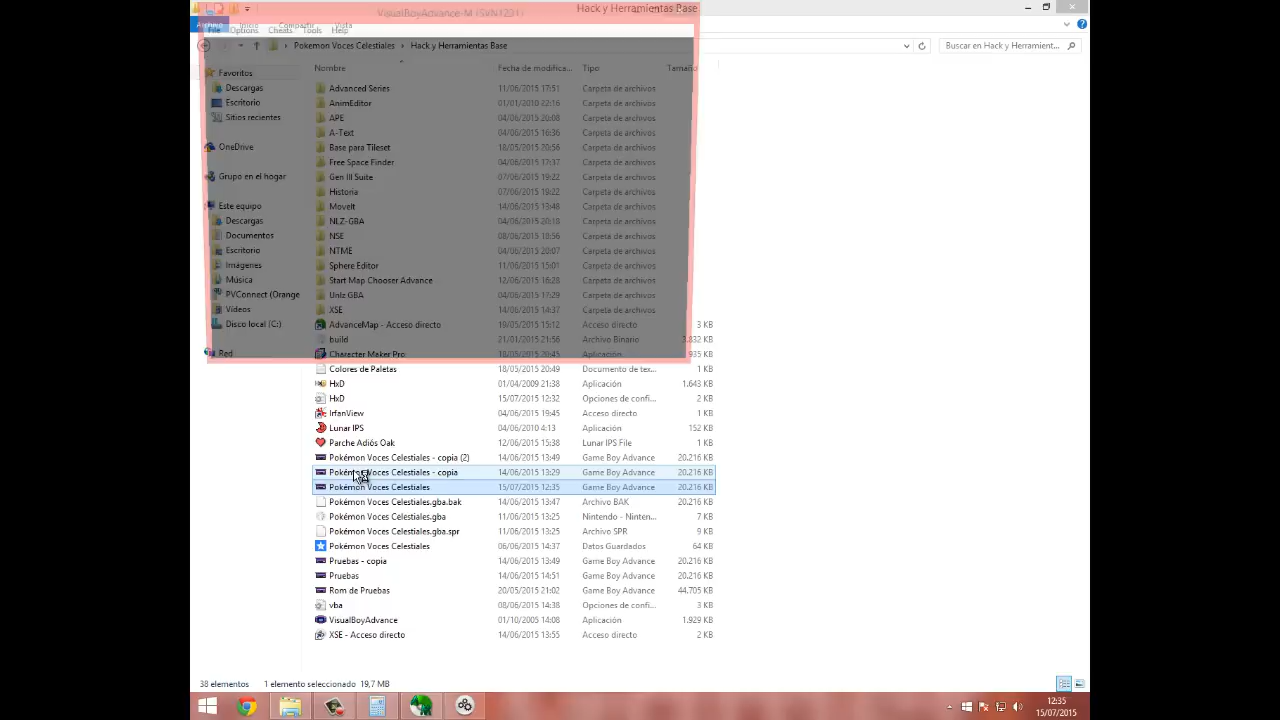 VisualBoyAdvance-M (SVN1231)
Hack y Herramientas Base
Archivo Inicio Compartir Vista
File Options Cheats Tools Help
Pokemon Voces Celestiales Hack y Herramientas Base
Buscar en Hack y Herramient...
Nombre Fecha de modifica... Tipo Tamaño
Favoritos
Descargas
Escritorio
Sitios recientes
OneDrive
Grupo en el hogar
Este equipo
Descargas
Documentos
Escritorio
Imágenes
Música
PVConnect (Orange
Vídeos
Disco local (C:)
Red
Advanced Series 11/06/2015 17:51 Carpeta de archivos
AnimEditor 01/01/2010 22:16 Carpeta de archivos
APE 04/06/2015 20:08 Carpeta de archivos
A-Text 04/06/2015 16:36 Carpeta de archivos
Base para Tileset 18/05/2015 20:56 Carpeta de archivos
Free Space Finder 04/06/2015 17:37 Carpeta de archivos
Gen III Suite 07/06/2015 19:22 Carpeta de archivos
Historia 07/06/2015 19:22 Carpeta de archivos
MoveIt 14/06/2015 13:48 Carpeta de archivos
NLZ-GBA 04/06/2015 20:18 Carpeta de archivos
NSE 08/06/2015 18:56 Carpeta de archivos
NTME 04/06/2015 20:07 Carpeta de archivos
Sphere Editor 11/06/2015 15:01 Carpeta de archivos
Start Map Chooser Advance 12/06/2015 16:28 Carpeta de archivos
Unlz GBA 04/06/2015 17:29 Carpeta de archivos
XSE 14/06/2015 14:37 Carpeta de archivos
AdvanceMap - Acceso directo 19/05/2015 15:12 Acceso directo 3 KB
build 21/01/2015 21:56 Archivo Binario 3.832 KB
Character Maker Pro 18/05/2015 20:45 Aplicación 935 KB
Colores de Paletas 18/05/2015 20:49 Documento de tex... 1 KB
HxD 01/04/2009 21:38 Aplicación 1.643 KB
HxD 15/07/2015 12:32 Opciones de confi... 2 KB
IrfanView 04/06/2015 19:45 Acceso directo 1 KB
Lunar IPS 04/06/2010 4:13 Aplicación 152 KB
Parche Adiós Oak 12/06/2015 15:38 Lunar IPS File 1 KB
Pokémon Voces Celestiales - copia (2) 14/06/2015 13:49 Game Boy Advance 20.216 KB
Pokémon Voces Celestiales - copia 14/06/2015 13:29 Game Boy Advance 20.216 KB
Pokémon Voces Celestiales 15/07/2015 12:35 Game Boy Advance 20.216 KB
Pokémon Voces Celestiales.gba.bak 14/06/2015 13:47 Archivo BAK 20.216 KB
Pokémon Voces Celestiales.gba 11/06/2015 13:25 Nintendo - Ninten... 7 KB
Pokémon Voces Celestiales.gba.spr 11/06/2015 13:25 Archivo SPR 9 KB
Pokémon Voces Celestiales 06/06/2015 14:37 Datos Guardados 64 KB
Pruebas - copia 14/06/2015 13:49 Game Boy Advance 20.216 KB
Pruebas 14/06/2015 14:51 Game Boy Advance 20.216 KB
Rom de Pruebas 20/05/2015 21:02 Game Boy Advance 44.705 KB
vba 08/06/2015 14:38 Opciones de confi... 3 KB
VisualBoyAdvance 01/10/2005 14:08 Aplicación 1.929 KB
XSE - Acceso directo 14/06/2015 13:55 Acceso directo 2 KB
38 elementos 1 elemento seleccionado 19,7 MB
12:35
15/07/2015